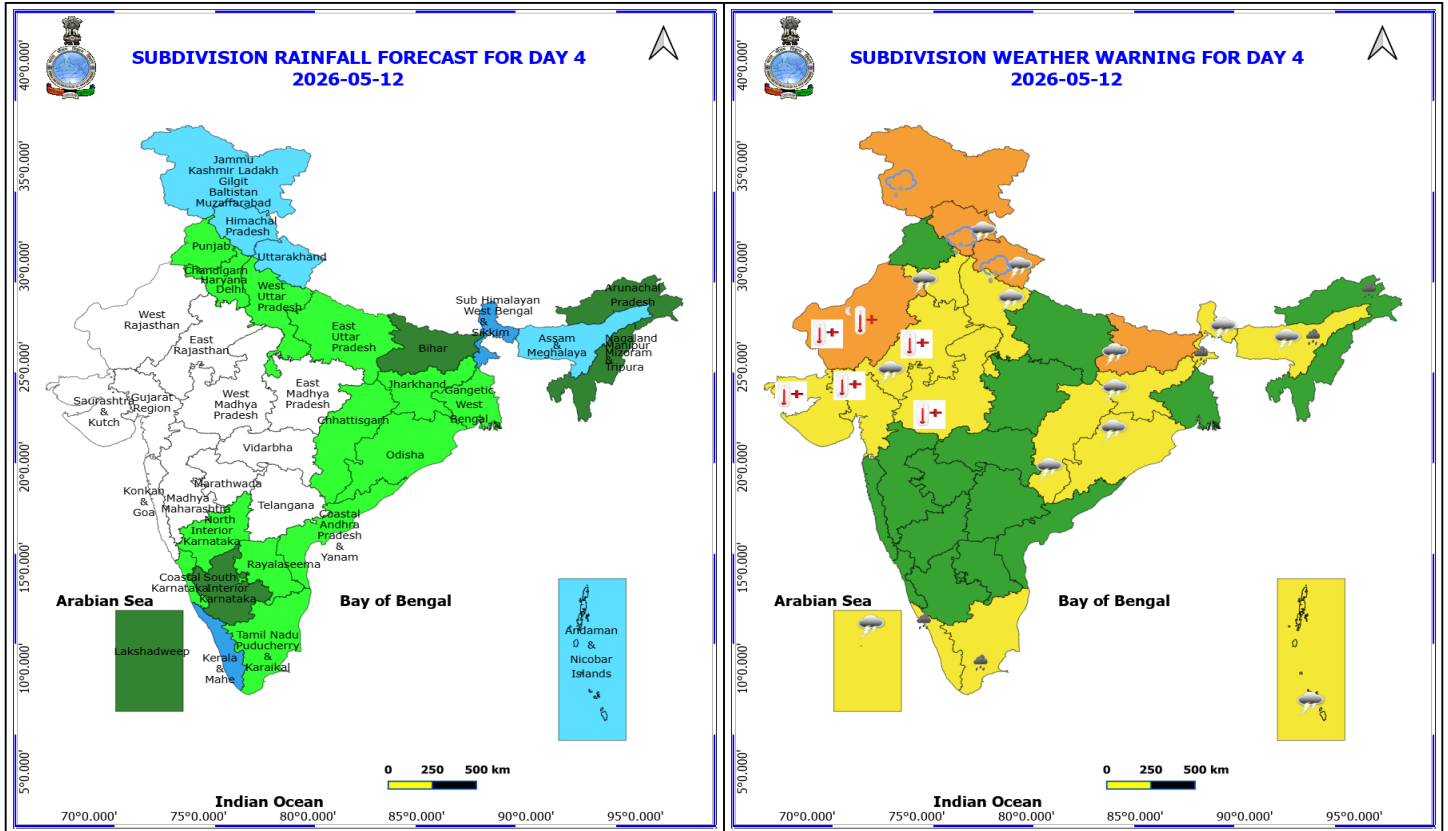 SUBDIVISION RAINFALL FORECAST FOR DAY 4
2026-05-12
40°0.000'
35°0.000'
30°0.000'
25°0.000'
20°0.000'
15°0.000'
10°0.000'
5°0.000'
Jammu
Kashmir Ladakh
Gilgit
Baltistan
Muzaffarabad
Himachal
Pradesh
Punjab
Uttarakhand
Chandigarh
Haryana
Delhi
West
Uttar
Pradesh
Arunachal
Pradesh
Sub Himalayan
West Bengal
&
Sikkim
West
Rajasthan
East
Rajasthan
East
Uttar
Pradesh
Bihar
Assam
&
Meghalaya
Nagaland
Manipur
Mizoram
&
Tripura
Saurashtra
&
Kutch
Gujarat
Region
West
Madhya
Pradesh
East
Madhya
Pradesh
Jharkhand
Gangetic
West
Bengal
Chhattisgarh
Odisha
Vidarbha
Konkan
&
Goa
Madhya
Maharashtra
Marathwada
Telangana
North
Interior
Karnataka
Coastal
Andhra
Pradesh
&
Yanam
Rayalaseema
Coastal
Karnataka
South
Interior
Karnataka
Arabian Sea
Bay of Bengal
Lakshadweep
Kerala
&
Mahe
Tamil Nadu
Puducherry
&
Karaikal
Andaman
&
Nicobar
Islands
0 250 500 km
Indian Ocean
70°0.000' 75°0.000' 80°0.000' 85°0.000' 90°0.000' 95°0.000'
SUBDIVISION WEATHER WARNING FOR DAY 4
2026-05-12
40°0.000'
35°0.000'
30°0.000'
25°0.000'
20°0.000'
15°0.000'
10°0.000'
5°0.000'
Arabian Sea
Bay of Bengal
0 250 500 km
Indian Ocean
70°0.000' 75°0.000' 80°0.000' 85°0.000' 90°0.000' 95°0.000'